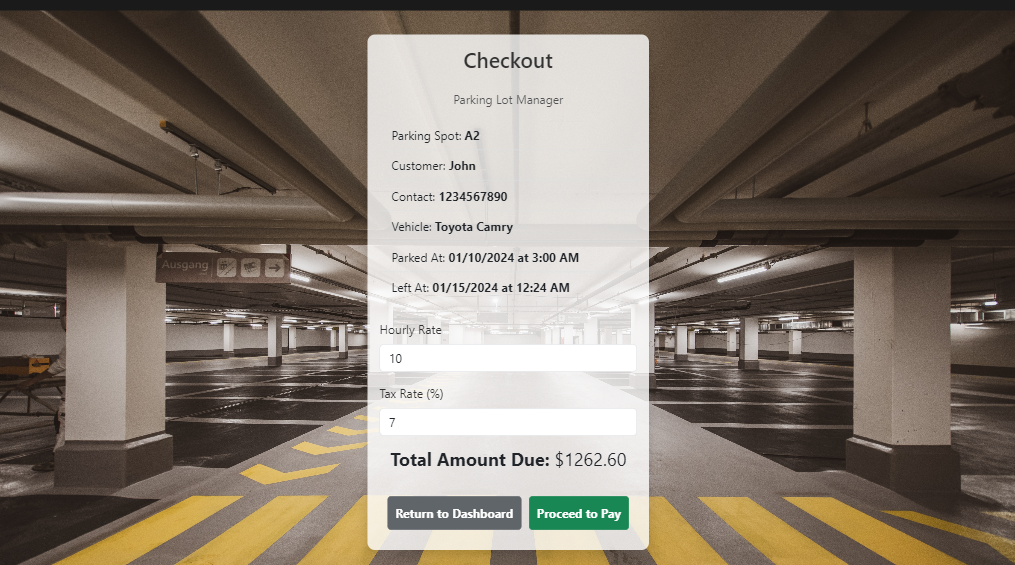 Checkout
Parking Lot Manager
Parking Spot: A2
Customer: John
Contact: 1234567890
Vehicle: Toyota Camry
Parked At: 01/10/2024 at 3:00 AM
Left At: 01/15/2024 at 12:24 AM
Ausgang
Hourly Rate
10
Tax Rate (%)
7
Total Amount Due: $1262.60
Return to Dashboard
Proceed to Pay